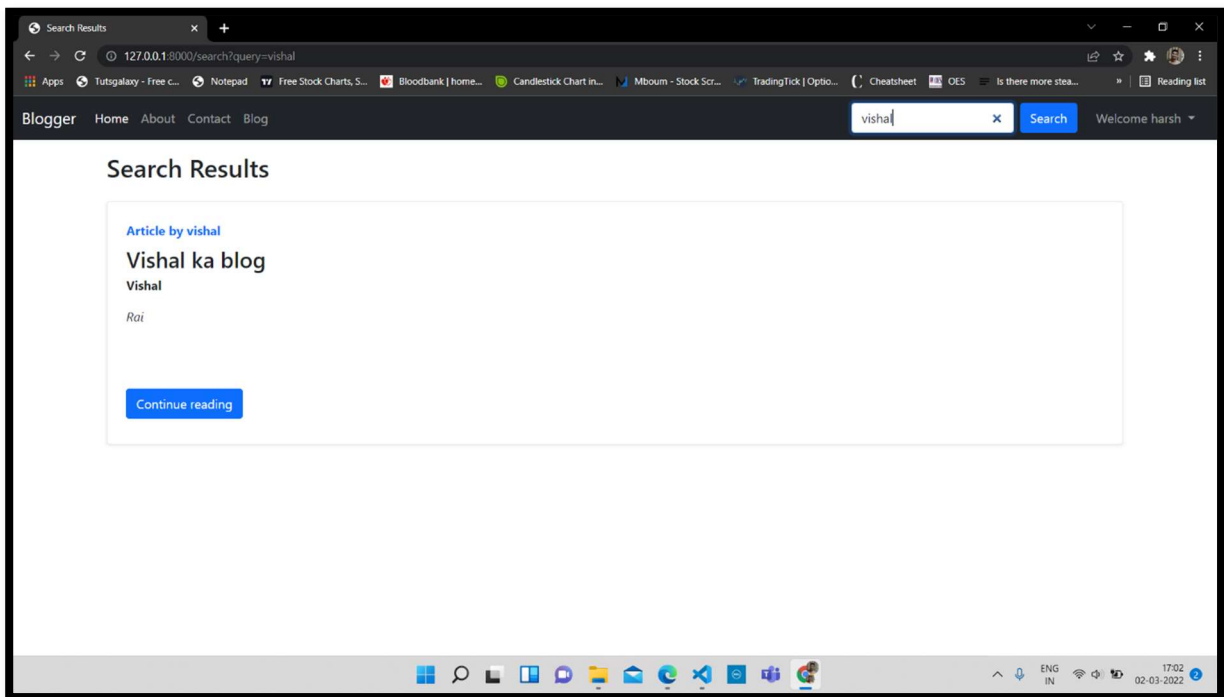 Search Results
127.0.0.1:8000/search?query=vishal
Apps Tutsgalaxy - Free c... Notepad Free Stock Charts, S... Bloodbank | home... Candlestick Chart in... Mboum - Stock Scr... TradingTick | Optio... Cheatsheet OES Is there more stea... » Reading list
Blogger Home About Contact Blog vishal Search Welcome harsh
Search Results
Article by vishal
Vishal ka blog
Vishal
Rai
Continue reading
ENG 17:02
IN 02-03-2022 2